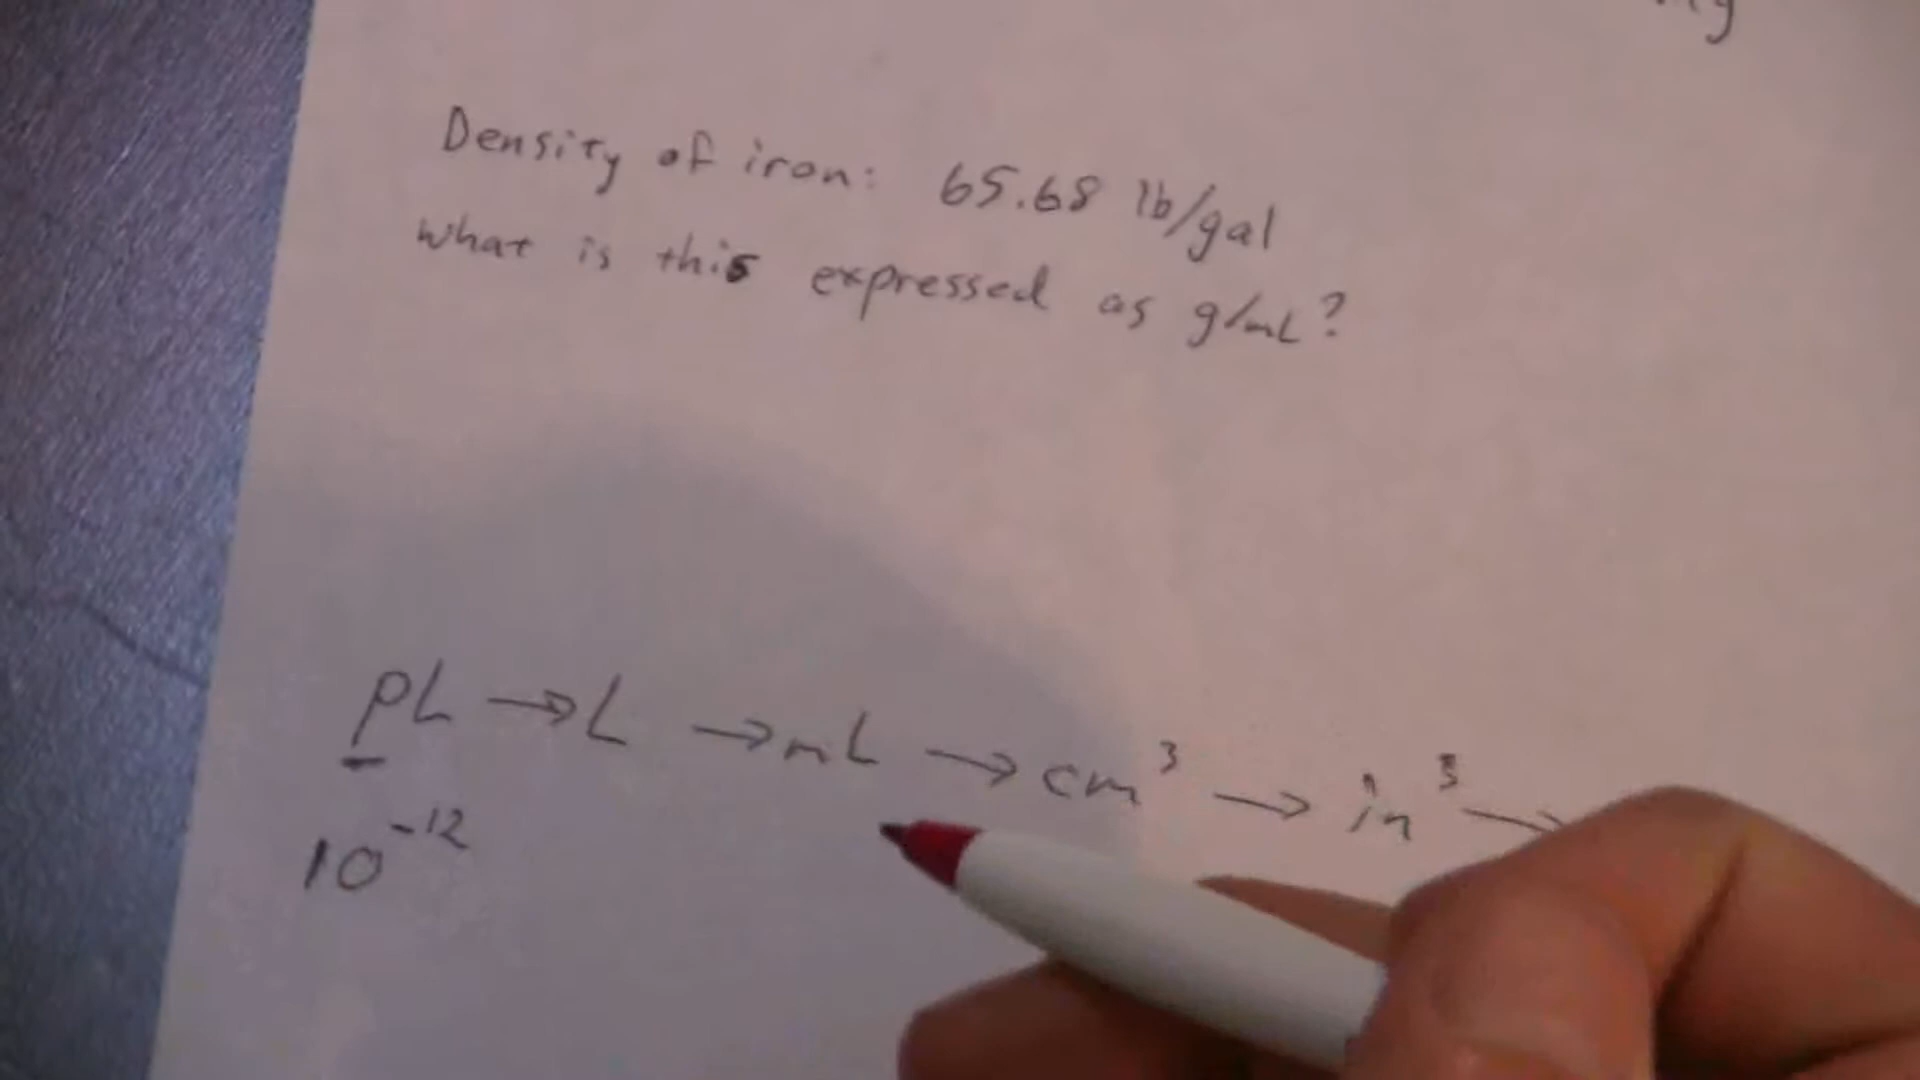 Density of iron: 65.68 lb/gal
what is this expressed as g/mL?
pL → L → mL → cm³ → in³ →
10⁻¹²